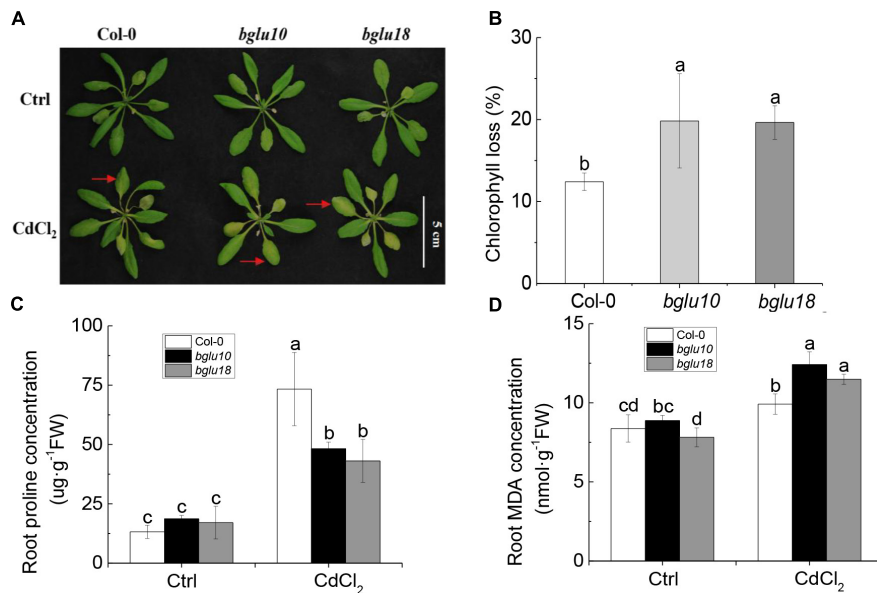 A
Col-0 bglu10 bglu18
Ctrl
CdCl₂
5 cm
B
Chlorophyll loss (%)
30
20
10
0
b
a
a
Col-0 bglu10 bglu18
C
Root proline concentration
(ug·g⁻¹FW)
100
75
50
25
0
Col-0
bglu10
bglu18
c c c
a b b
Ctrl CdCl₂
D
Root MDA concentration
(nmol·g⁻¹FW)
15
10
5
0
Col-0
bglu10
bglu18
cd bc d
b a a
Ctrl CdCl₂